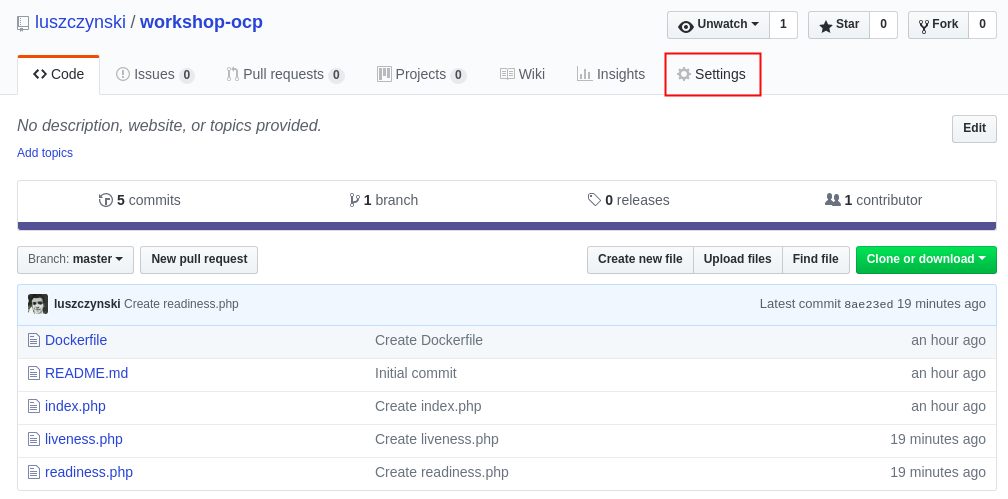 luszczynski / workshop-ocp
Unwatch 1 Star 0 Fork 0
Code Issues 0 Pull requests 0 Projects 0 Wiki Insights Settings
No description, website, or topics provided.
Edit
Add topics
5 commits 1 branch 0 releases 1 contributor
Branch: master New pull request Create new file Upload files Find file Clone or download
luszczynski Create readiness.php Latest commit 8ae23ed 19 minutes ago
Dockerfile Create Dockerfile an hour ago
README.md Initial commit an hour ago
index.php Create index.php an hour ago
liveness.php Create liveness.php 19 minutes ago
readiness.php Create readiness.php 19 minutes ago